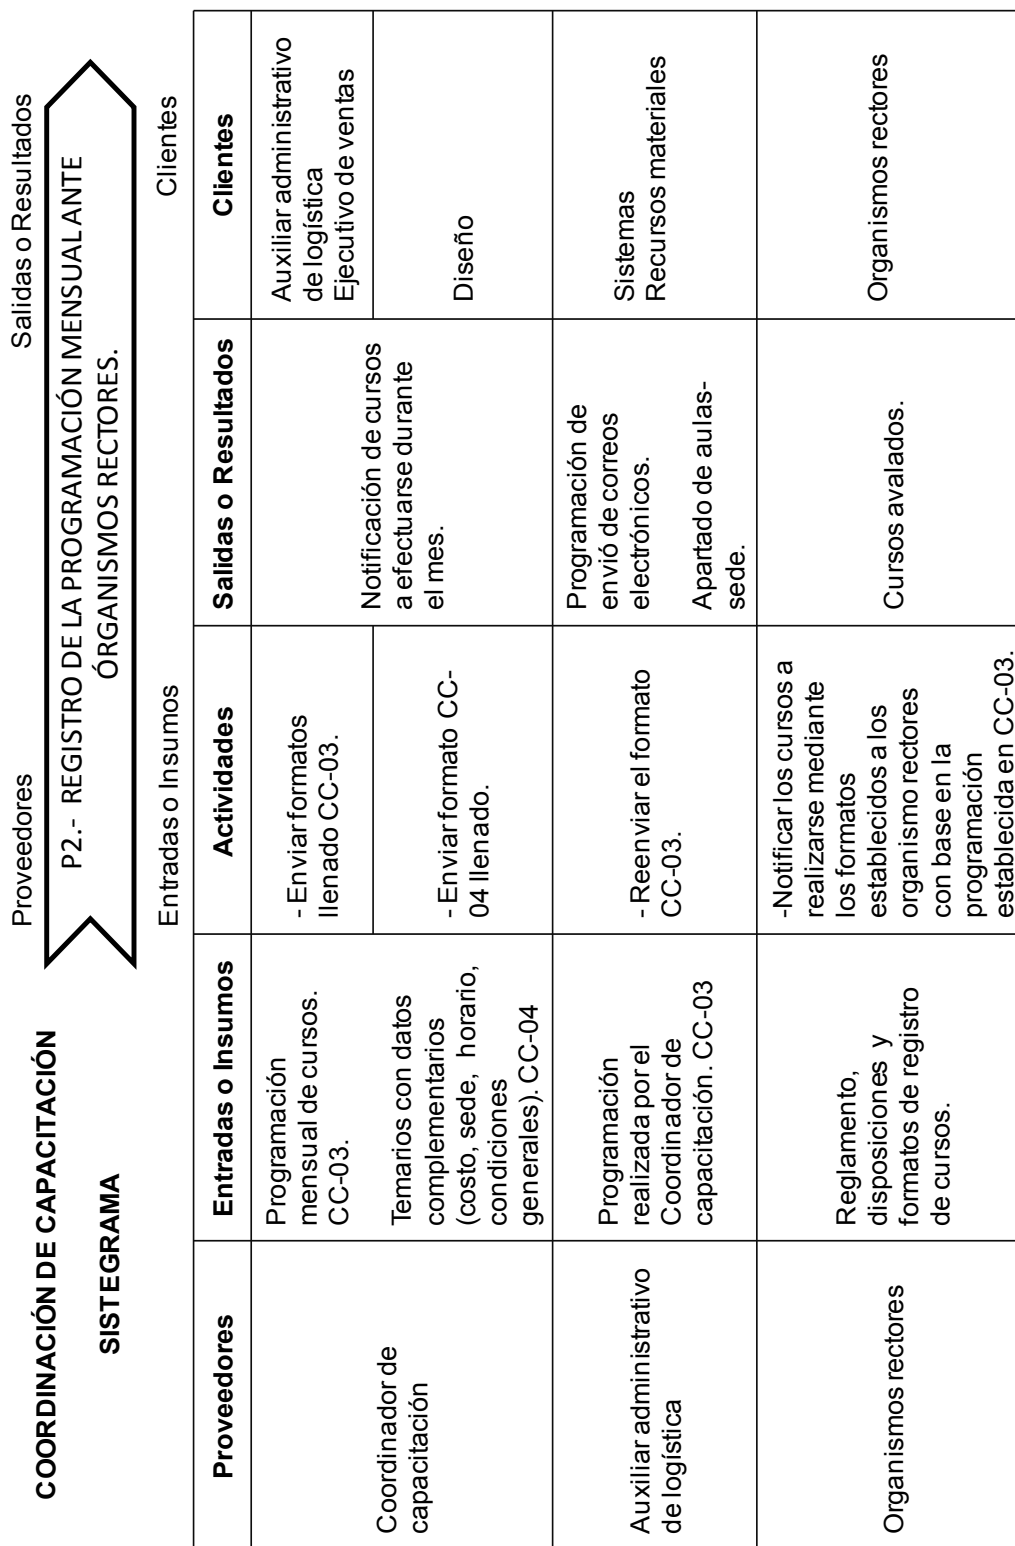 COORDINACIÓN DE CAPACITACIÓN
SISTEGRAMA
Proveedores
Salidas o Resultados
P2.- REGISTRO DE LA PROGRAMACIÓN MENSUAL ANTE
ÓRGANISMOS RECTORES.
Entradas o Insumos
Clientes
Proveedores
Entradas o Insumos
Actividades
Salidas o Resultados
Clientes
Coordinador de
capacitación
Programación
mensual de cursos.
CC-03.
Temarios con datos
complementarios
(costo, sede, horario,
condiciones
generales). CC-04
- Enviar formatos
llenado CC-03.
- Enviar formato CC-
04 llenado.
Notificación de cursos
a efectuarse durante
el mes.
Auxiliar administrativo
de logística
Ejecutivo de ventas
Diseño
Auxiliar administrativo
de logística
Programación
realizada por el
Coordinador de
capacitación. CC-03
- Reenviar el formato
CC-03.
Programación de
envió de correos
electrónicos.
Apartado de aulas-
sede.
Sistemas
Recursos materiales
Organismos rectores
Reglamento,
disposiciones y
formatos de registro
de cursos.
-Notificar los cursos a
realizarse mediante
los formatos
establecidos a los
organismo rectores
con base en la
programación
establecida en CC-03.
Cursos avalados.
Organismos rectores